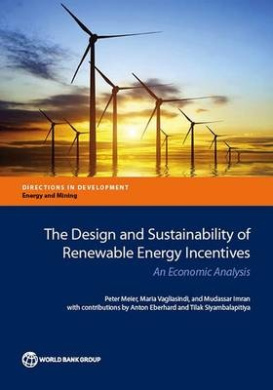 DIRECTIONS IN DEVELOPMENT
Energy and Mining
The Design and Sustainability of
Renewable Energy Incentives
An Economic Analysis
Peter Meier, Maria Vagliasindi, and Mudassar Imran
with contributions by Anton Eberhard and Tilak Siyambalapitiya
WORLD BANK GROUP